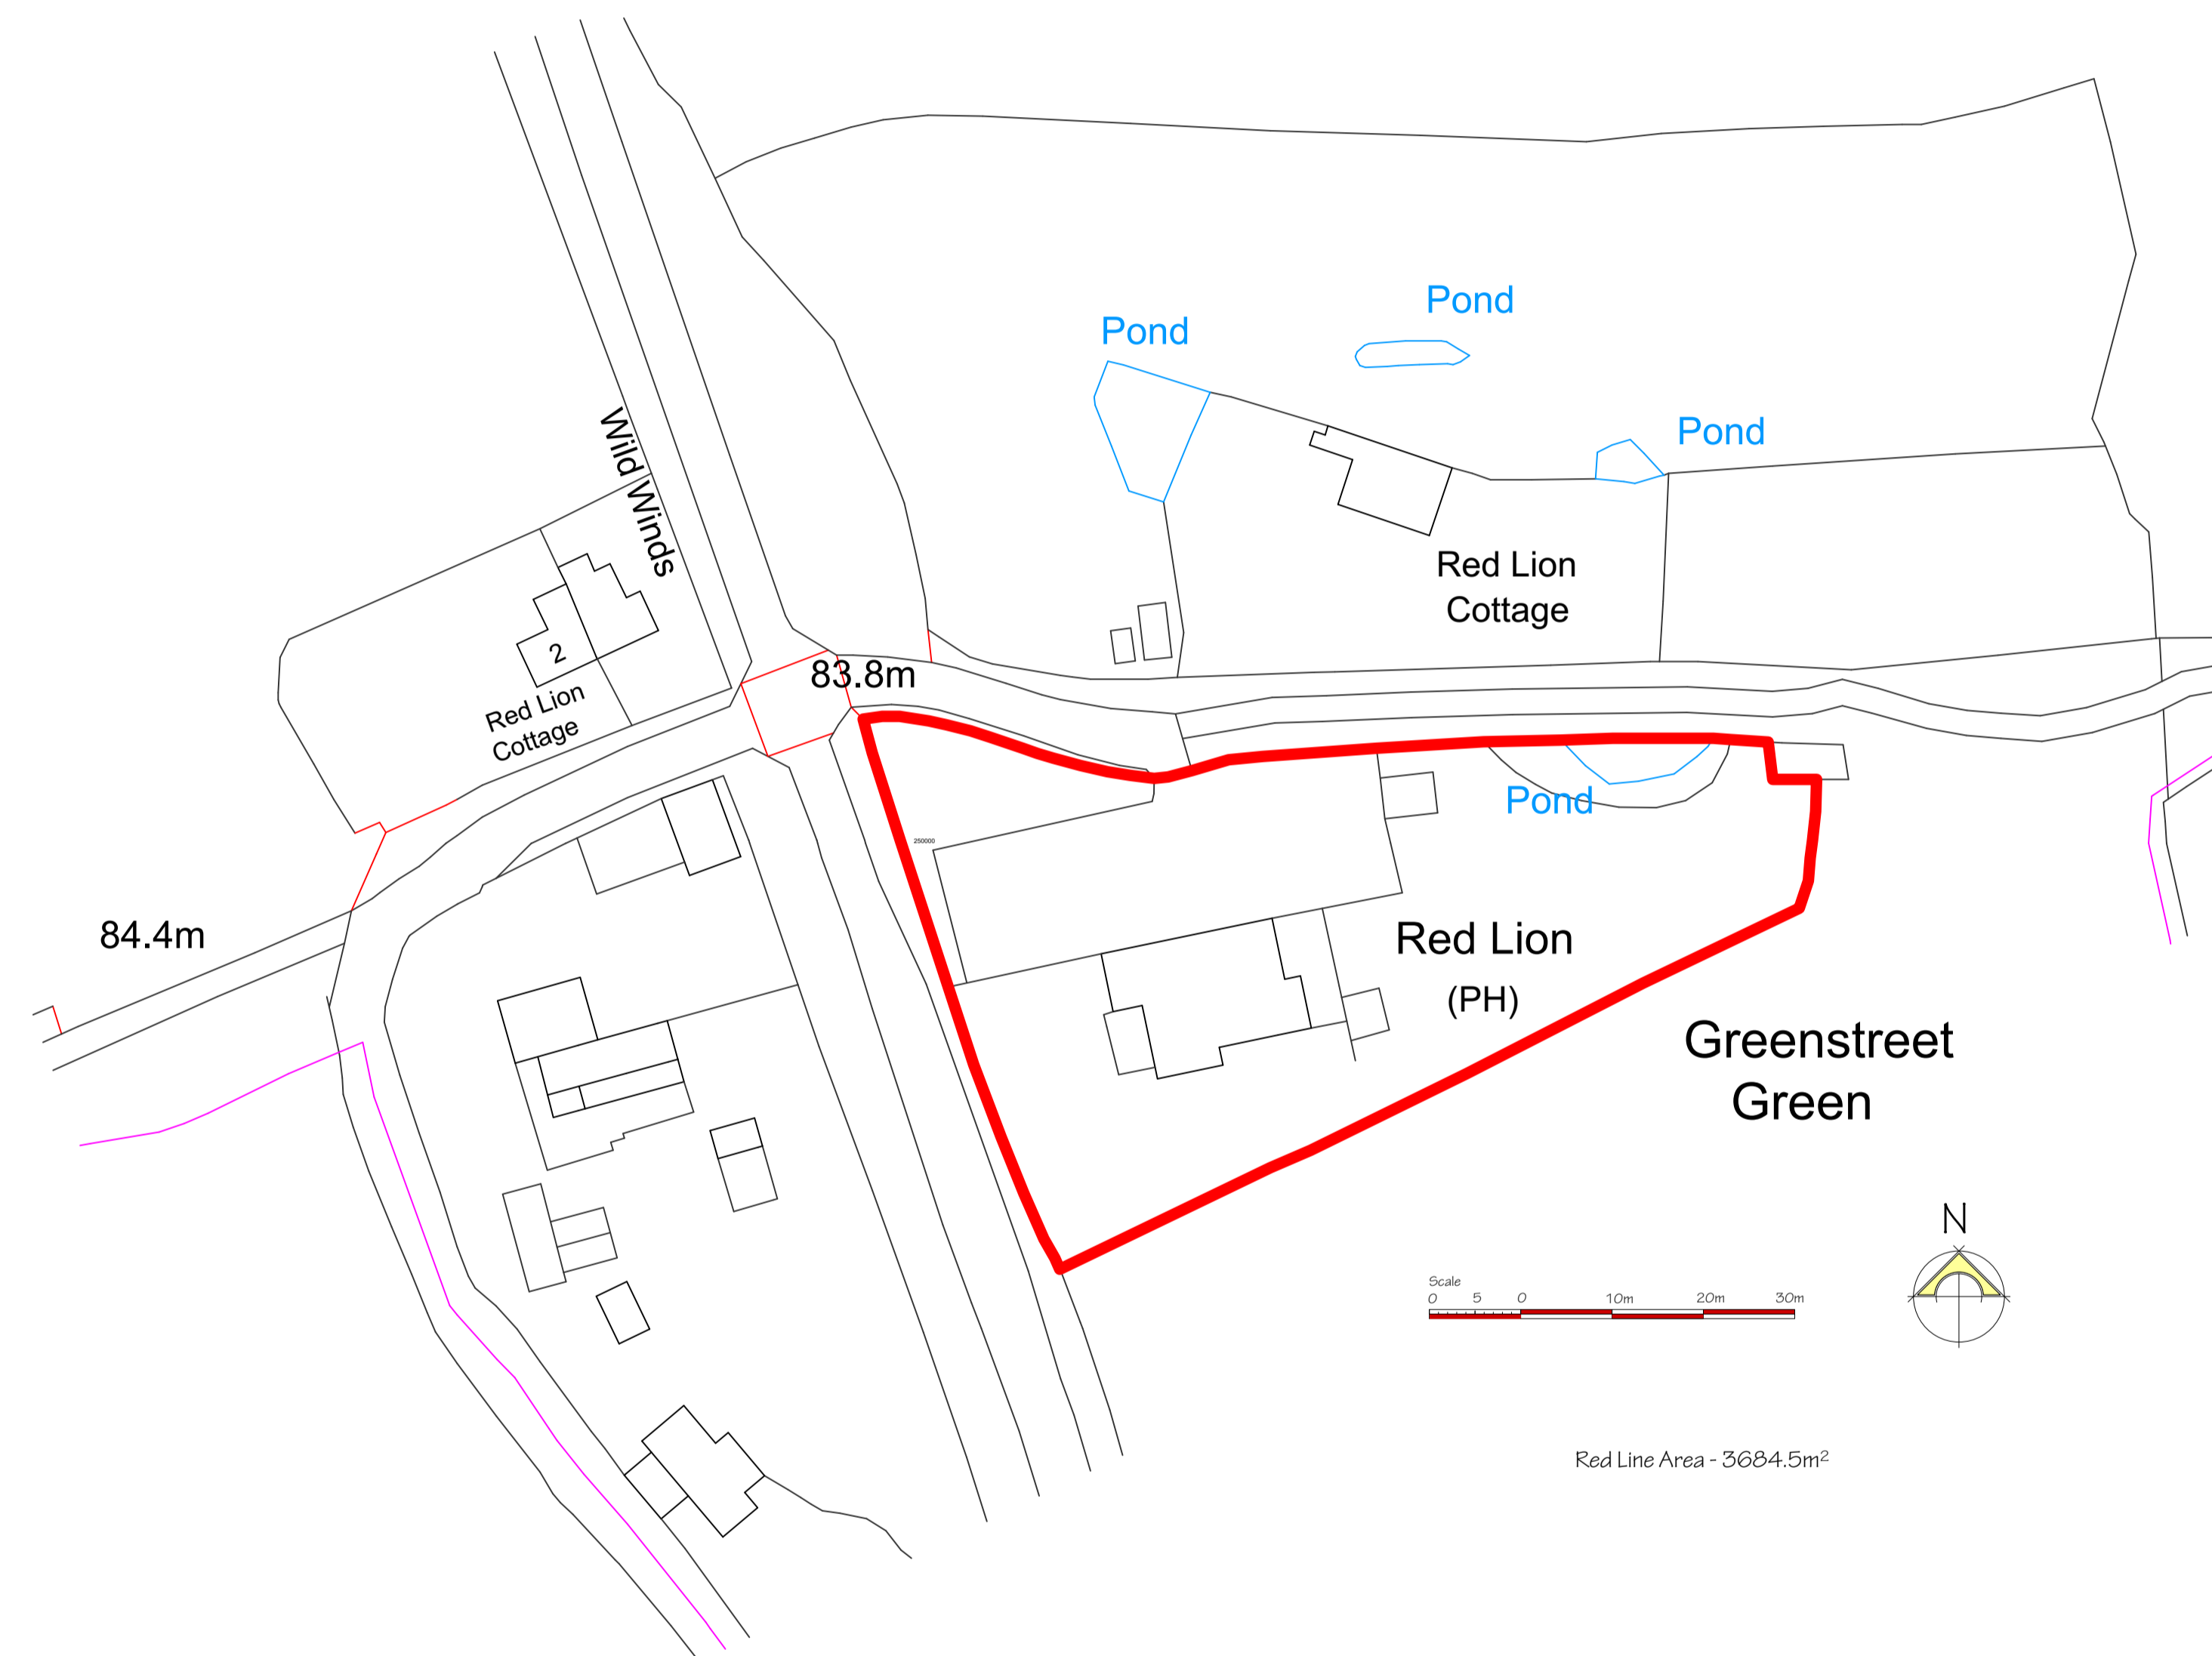 Pond
Pond
Pond
Wild Winds
Red Lion
Cottage
2
Red Lion
Cottage
83.8m
Pond
250000
84.4m
Red Lion
(PH)
Greenstreet
Green
N
Scale
0 5 0 10m 20m 30m
Red Line Area - 3684.5m²